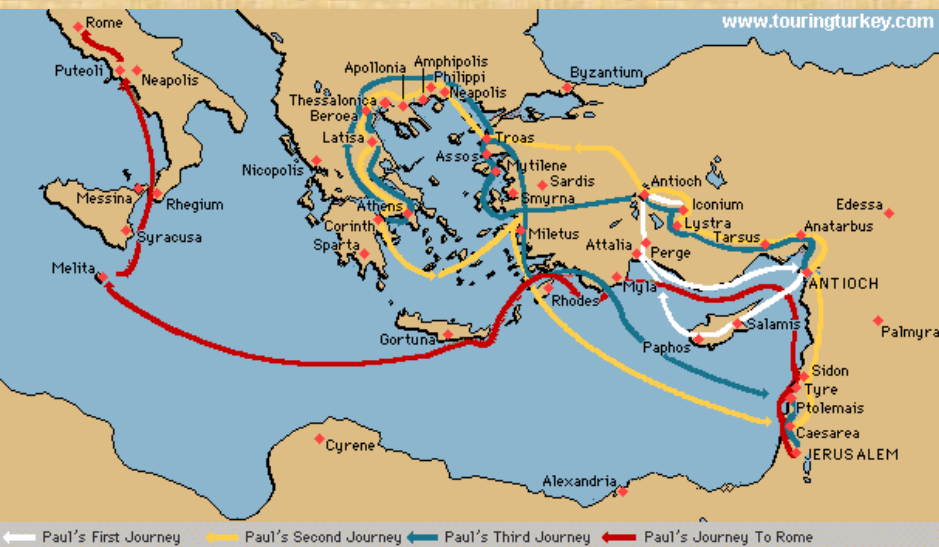 www.touringturkey.com
Rome
Puteoli
Neapolis
Apollonia
Amphipolis
Philippi
Neapolis
Byzantium
Thessalonica
Beroea
Latisa
Troas
Assos
Mytilene
Nicopolis
Sardis
Smyrna
Antioch
Iconium
Lystra
Edessa
Messina
Rhegium
Athens
Corinth
Syracusa
Sparta
Miletus
Attalia
Perge
Tarsus
Anatarbus
Melita
Rhodes
Myla
ANTIOCH
Salamis
Paphos
Gortuna
Palmyra
Sidon
Tyre
Ptolemais
Caesarea
JERUSALEM
Cyrene
Alexandria
Paul's First Journey Paul's Second Journey Paul's Third Journey Paul's Journey To Rome